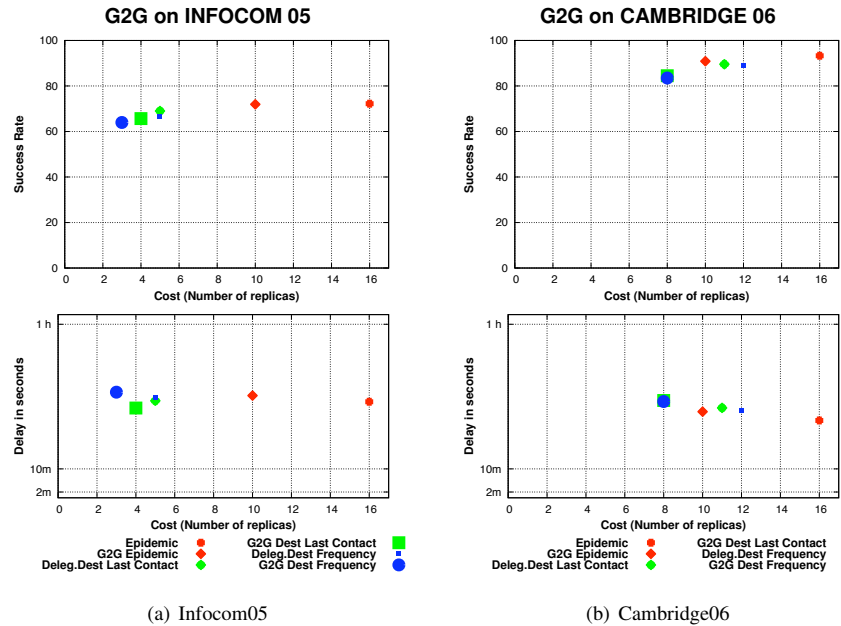 G2G on INFOCOM 05
100
80
60
40
20
0
Success Rate
0 2 4 6 8 10 12 14 16
Cost (Number of replicas)
1 h
10m
2m
Delay in seconds
0 2 4 6 8 10 12 14 16
Cost (Number of replicas)
Epidemic
G2G Epidemic
Deleg.Dest Last Contact
G2G Dest Last Contact
Deleg.Dest Frequency
G2G Dest Frequency
(a) Infocom05
G2G on CAMBRIDGE 06
100
80
60
40
20
0
Success Rate
0 2 4 6 8 10 12 14 16
Cost (Number of replicas)
1 h
10m
2m
Delay in seconds
0 2 4 6 8 10 12 14 16
Cost (Number of replicas)
Epidemic
G2G Epidemic
Deleg.Dest Last Contact
G2G Dest Last Contact
Deleg.Dest Frequency
G2G Dest Frequency
(b) Cambridge06